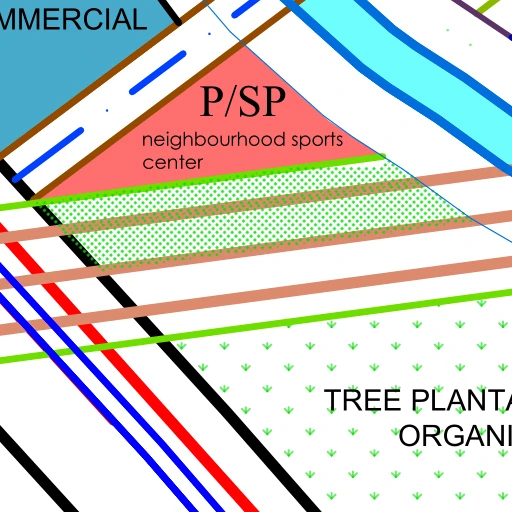 MMERCIAL
P/SP
neighbourhood sports
center
TREE PLANTA
ORGANI